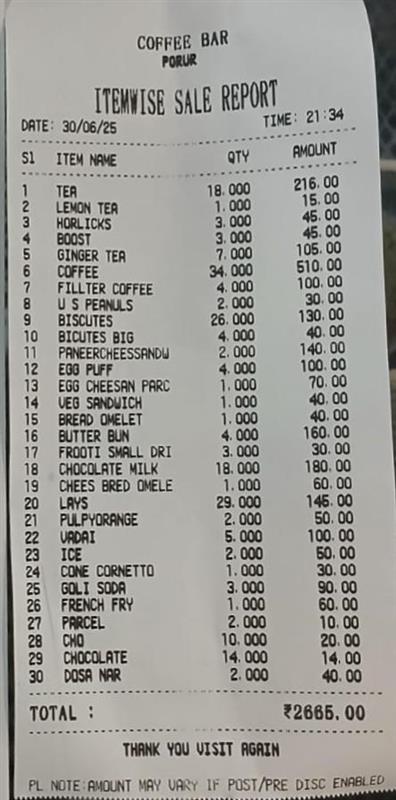 COFFEE BAR
PORUR
ITEMWISE SALE REPORT
DATE: 30/06/25 TIME: 21:34
Sl ITEM NAME QTY AMOUNT
1 TEA 18.000 216.00
2 LEMON TEA 1.000 15.00
3 HORLICKS 3.000 45.00
4 BOOST 3.000 45.00
5 GINGER TEA 7.000 105.00
6 COFFEE 34.000 510.00
7 FILLTER COFFEE 4.000 100.00
8 U S PEANULS 2.000 30.00
9 BISCUTES 26.000 130.00
10 BICUTES BIG 4.000 40.00
11 PANEERCHEESSANDW 2.000 140.00
12 EGG PUFF 4.000 100.00
13 EGG CHEESAN PARC 1.000 70.00
14 VEG SANDWICH 1.000 40.00
15 BREAD OMELET 1.000 40.00
16 BUTTER BUN 4.000 160.00
17 FROOTI SMALL DRI 3.000 30.00
18 CHOCOLATE MILK 18.000 180.00
19 CHEES BRED OMELE 1.000 60.00
20 LAYS 29.000 145.00
21 PULPYORANGE 2.000 50.00
22 VADAI 5.000 100.00
23 ICE 2.000 50.00
24 CONE CORNETTO 1.000 30.00
25 GOLI SODA 3.000 90.00
26 FRENCH FRY 1.000 60.00
27 PARCEL 2.000 10.00
28 CHO 10.000 20.00
29 CHOCOLATE 14.000 14.00
30 DOSA NAR 2.000 40.00
TOTAL : ₹2665.00
THANK YOU VISIT AGAIN
PL NOTE:AMOUNT MAY VARY IF POST/PRE DISC ENABLED